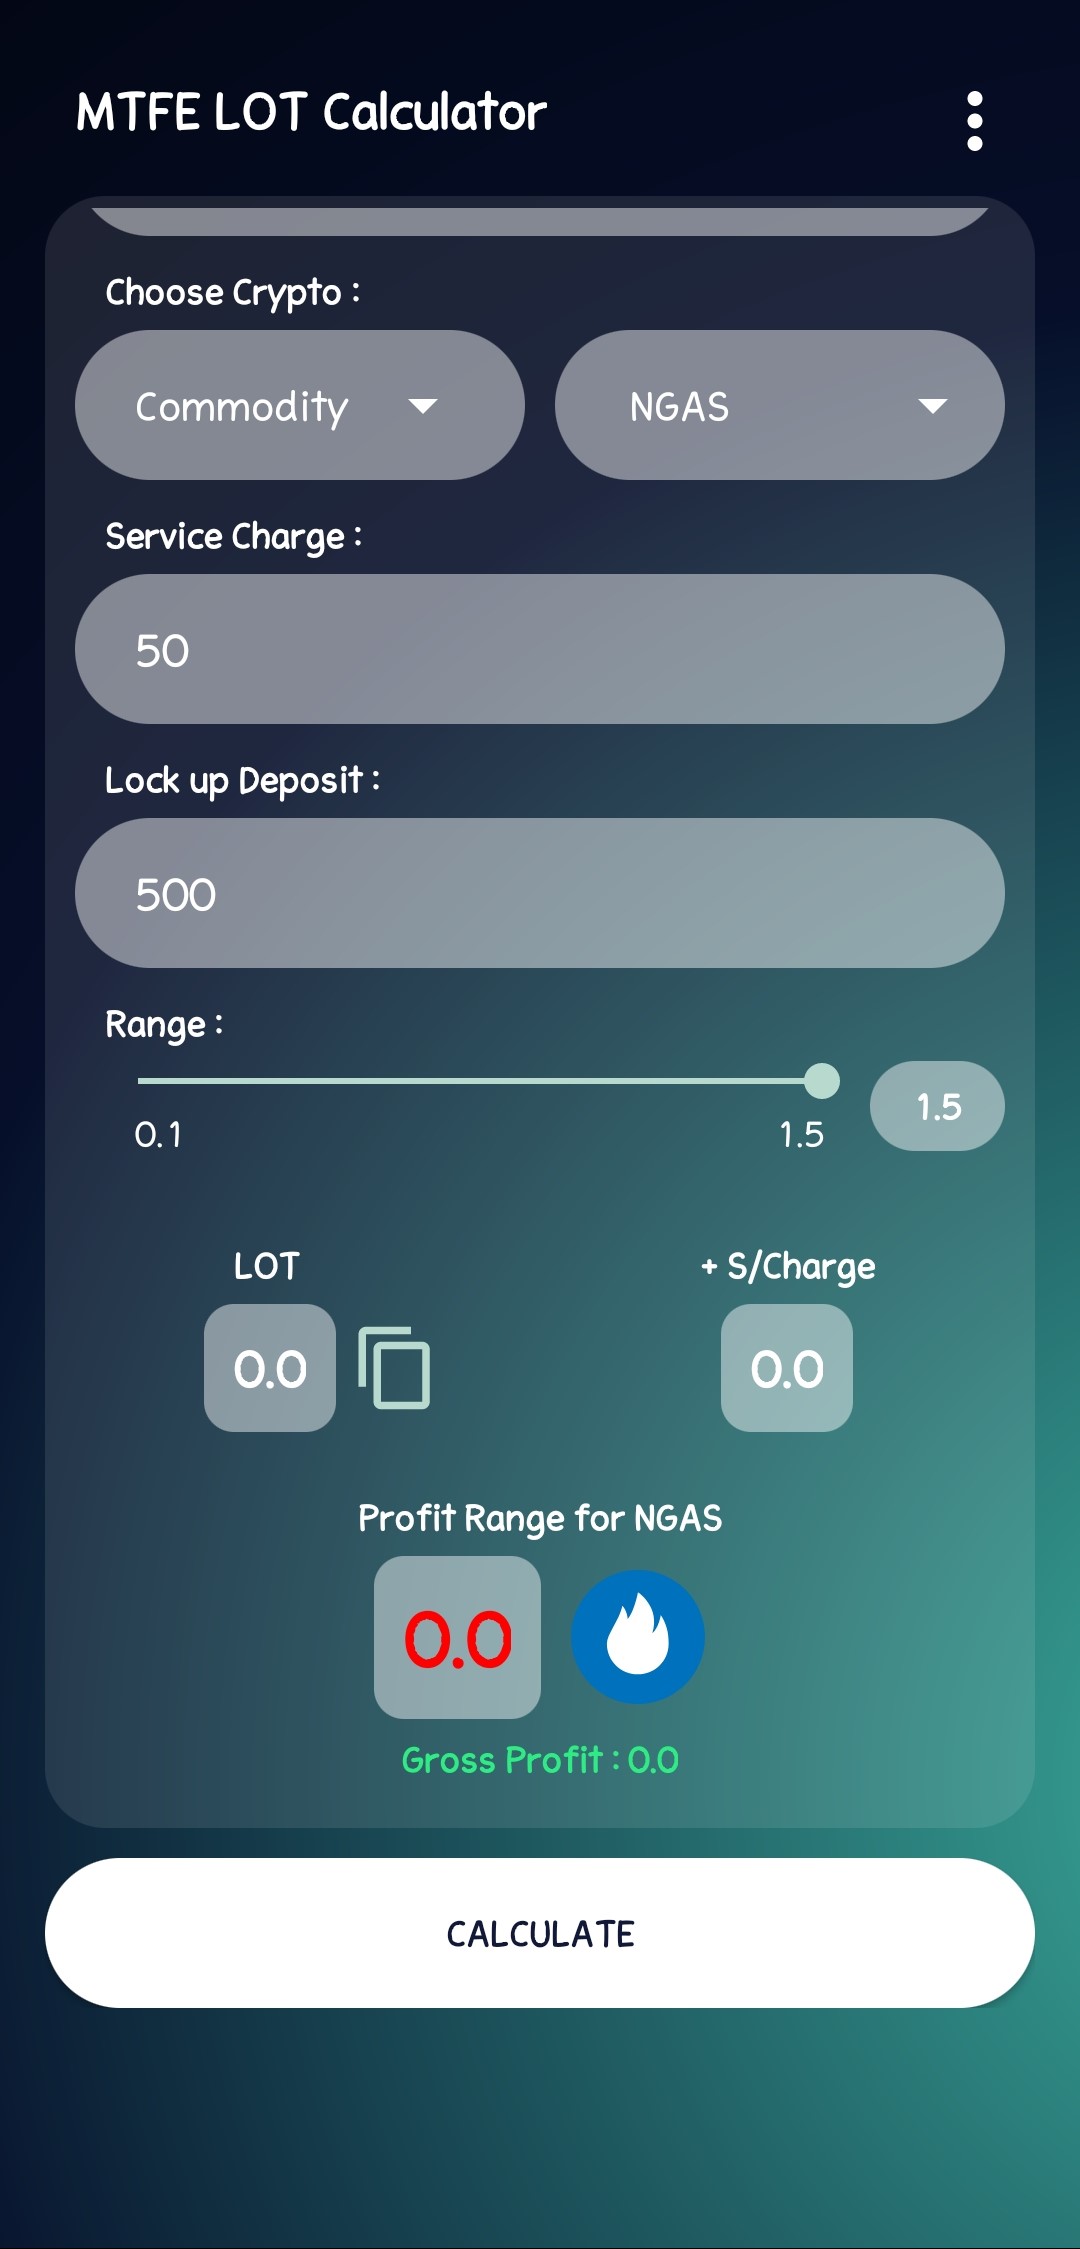 MTFE LOT Calculator
Choose Crypto :
Commodity NGAS
Service Charge :
50
Lock up Deposit :
500
Range :
1.5
0.1 1.5
LOT + S/Charge
0.0 0.0
Profit Range for NGAS
0.0
Gross Profit : 0.0
CALCULATE